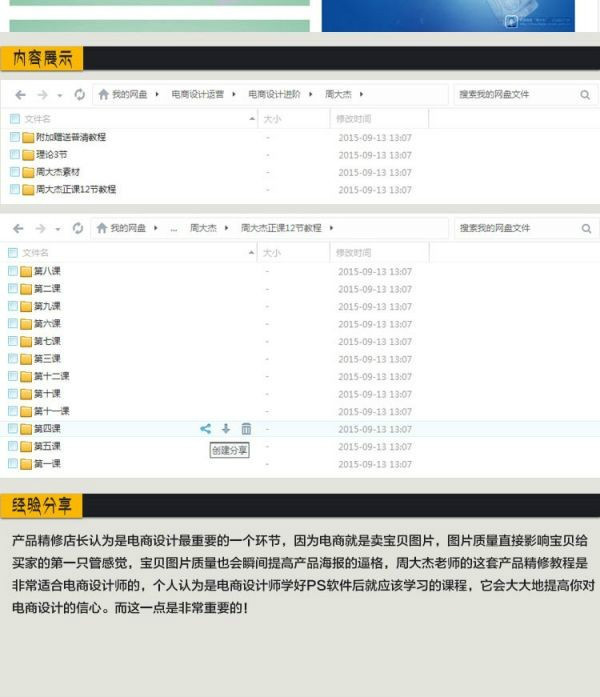 内容展示
我的网盘 电商设计运营 电商设计进阶 周大杰 搜索我的网盘文件
文件名 大小 修改时间
附加赠送普清教程 - 2015-09-13 13:07
理论3节 - 2015-09-13 13:07
周大杰素材 - 2015-09-13 13:07
周大杰正课12节教程 - 2015-09-13 13:07
我的网盘 ... 周大杰 周大杰正课12节教程 搜索我的网盘文件
文件名 大小 修改时间
第八课 - 2015-09-13 13:07
第二课 - 2015-09-13 13:07
第九课 - 2015-09-13 13:07
第六课 - 2015-09-13 13:07
第七课 - 2015-09-13 13:07
第三课 - 2015-09-13 13:07
第十二课 - 2015-09-13 13:07
第十课 - 2015-09-13 13:07
第十一课 - 2015-09-13 13:07
第四课 - 2015-09-13 13:07
第五课 - 2015-09-13 13:07
创建分享
第一课 - 2015-09-13 13:07
经验分享
产品精修店长认为是电商设计最重要的一个环节，因为电商就是卖宝贝图片，图片质量直接影响宝贝给
买家的第一只管感觉，宝贝图片质量也会瞬间提高产品海报的逼格，周大杰老师的这套产品精修教程是
非常适合电商设计师的，个人认为是电商设计师学好PS软件后就应该学习的课程，它会大大地提高你对
电商设计的信心。而这一点是非常重要的！